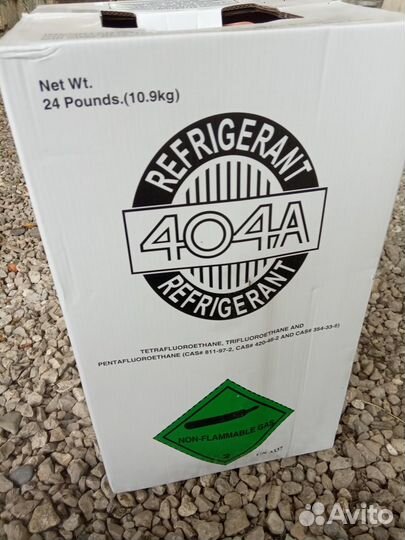 Net Wt.
24 Pounds.(10.9kg)
REFRIGERANT
404A
REFRIGERANT
TETRAFLUOROETHANE, TRIFLUOROETHANE AND
PENTAFLUOROETHANE (CAS# 811-97-2, CAS# 420-46-2 AND CAS# 354-33-6)
NON-FLAMMABLE GAS
2
Avito